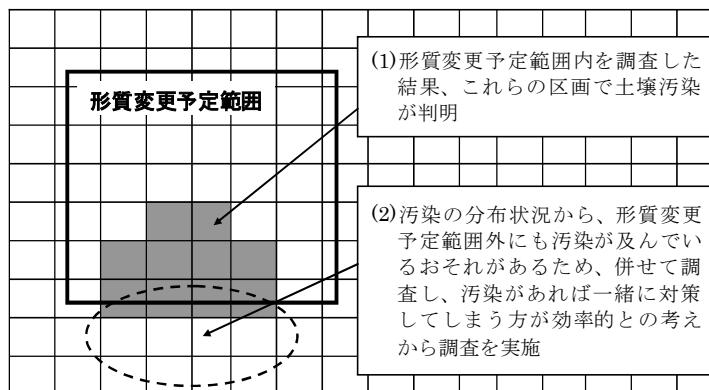 形質変更予定範囲
(1)形質変更予定範囲内を調査した
結果、これらの区画で土壌汚染
が判明
(2)汚染の分布状況から、形質変更
予定範囲外にも汚染が及んでい
るおそれがあるため、併せて調
査し、汚染があれば一緒に対策
してしまう方が効率的との考え
から調査を実施